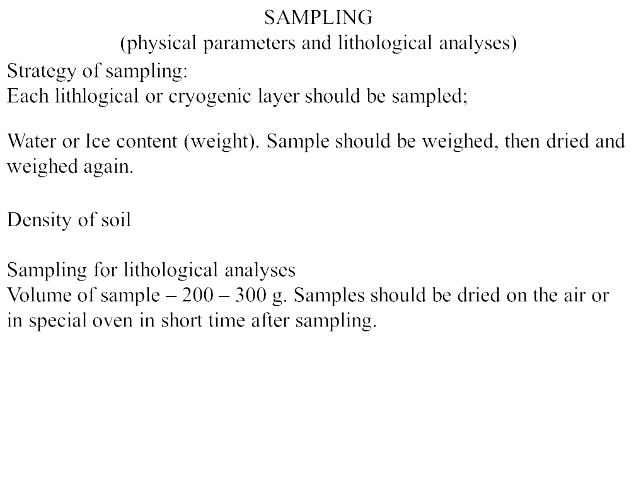 SAMPLING
(physical parameters and lithological analyses)
Strategy of sampling:
Each lithlogical or cryogenic layer should be sampled;
Water or Ice content (weight). Sample should be weighed, then dried and
weighed again.
Density of soil
Sampling for lithological analyses
Volume of sample – 200 – 300 g. Samples should be dried on the air or
in special oven in short time after sampling.